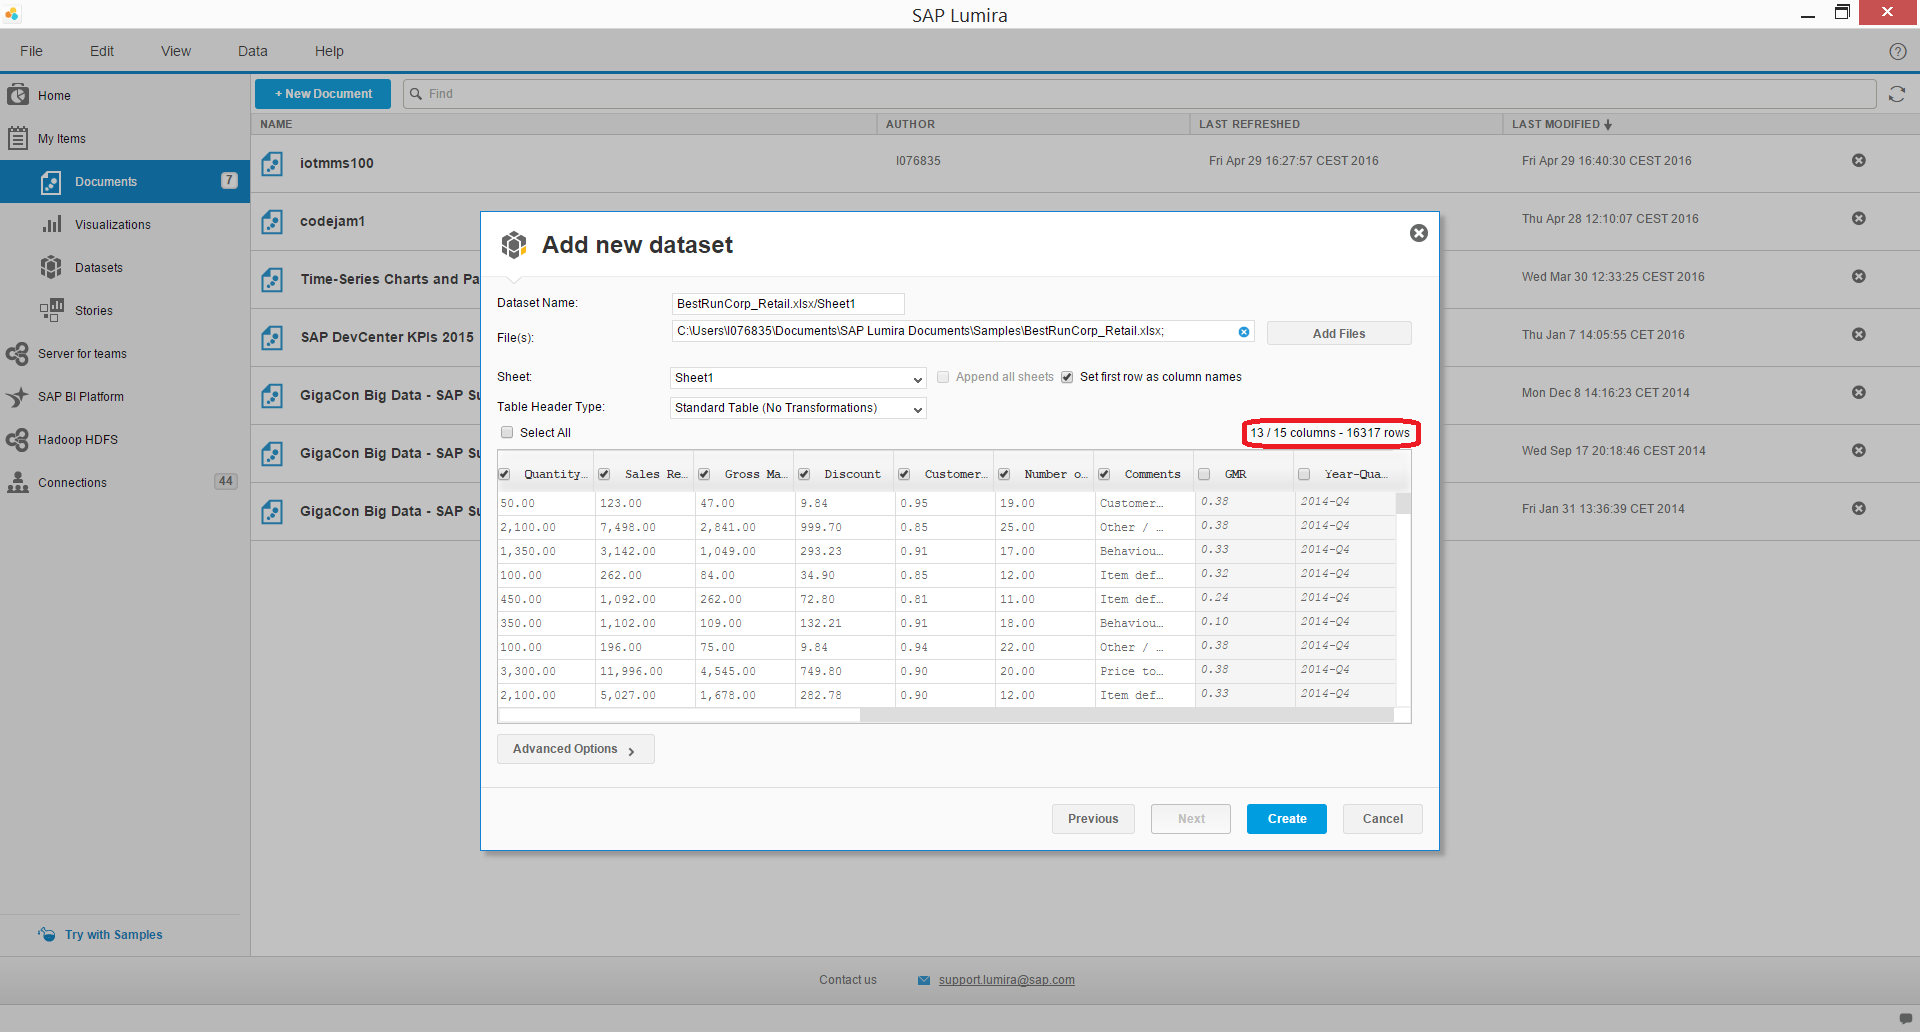 SAP Lumira
File Edit View Data Help
Home
My Items
Documents 7
Visualizations
Datasets
Stories
Server for teams
SAP BI Platform
Hadoop HDFS
Connections 44
Try with Samples
+ New Document
Find
NAME AUTHOR LAST REFRESHED LAST MODIFIED
iotmms100 I076835 Fri Apr 29 16:27:57 CEST 2016 Fri Apr 29 16:40:30 CEST 2016
codejam1 Thu Apr 28 12:10:07 CEST 2016
Time-Series Charts and Pa Wed Mar 30 12:33:25 CEST 2016
SAP DevCenter KPIs 2015 Thu Jan 7 14:05:55 CET 2016
GigaCon Big Data - SAP Su Mon Dec 8 14:16:23 CET 2014
GigaCon Big Data - SAP Su Wed Sep 17 20:18:46 CEST 2014
GigaCon Big Data - SAP Su Fri Jan 31 13:36:39 CET 2014
Add new dataset
Dataset Name: BestRunCorp_Retail.xlsx/Sheet1
File(s): C:\Users\I076835\Documents\SAP Lumira Documents\Samples\BestRunCorp_Retail.xlsx; Add Files
Sheet: Sheet1 Append all sheets Set first row as column names
Table Header Type: Standard Table (No Transformations)
Select All 13 / 15 columns - 16317 rows
Quantity... Sales Re... Gross Ma... Discount Customer... Number o... Comments GMR Year-Qua...
50.00 123.00 47.00 9.84 0.95 19.00 Customer... 0.38 2014-Q4
2,100.00 7,498.00 2,841.00 999.70 0.85 25.00 Other / ... 0.38 2014-Q4
1,350.00 3,142.00 1,049.00 293.23 0.91 17.00 Behaviou... 0.33 2014-Q4
100.00 262.00 84.00 34.90 0.85 12.00 Item def... 0.32 2014-Q4
450.00 1,092.00 262.00 72.80 0.81 11.00 Item def... 0.24 2014-Q4
350.00 1,102.00 109.00 132.21 0.91 18.00 Behaviou... 0.10 2014-Q4
100.00 196.00 75.00 9.84 0.94 22.00 Other / ... 0.38 2014-Q4
3,300.00 11,996.00 4,545.00 749.80 0.90 20.00 Price to... 0.38 2014-Q4
2,100.00 5,027.00 1,678.00 282.78 0.90 12.00 Item def... 0.33 2014-Q4
Advanced Options
Previous Next Create Cancel
Contact us support.lumira@sap.com